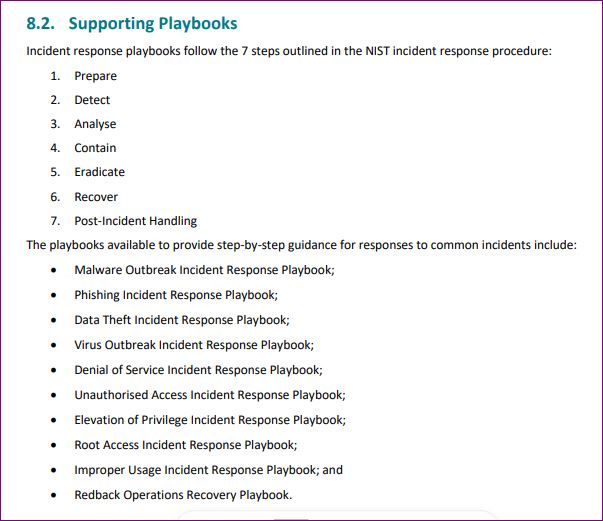 8.2. Supporting Playbooks
Incident response playbooks follow the 7 steps outlined in the NIST incident response procedure:
1. Prepare
2. Detect
3. Analyse
4. Contain
5. Eradicate
6. Recover
7. Post-Incident Handling
The playbooks available to provide step-by-step guidance for responses to common incidents include:
• Malware Outbreak Incident Response Playbook;
• Phishing Incident Response Playbook;
• Data Theft Incident Response Playbook;
• Virus Outbreak Incident Response Playbook;
• Denial of Service Incident Response Playbook;
• Unauthorised Access Incident Response Playbook;
• Elevation of Privilege Incident Response Playbook;
• Root Access Incident Response Playbook;
• Improper Usage Incident Response Playbook; and
• Redback Operations Recovery Playbook.